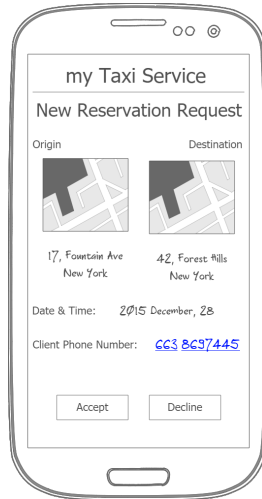 my Taxi Service
New Reservation Request
Origin Destination
17, Fountain Ave 42, Forest Hills
New York New York
Date & Time: 2015 December, 28
Client Phone Number: 663 8697445
Accept Decline